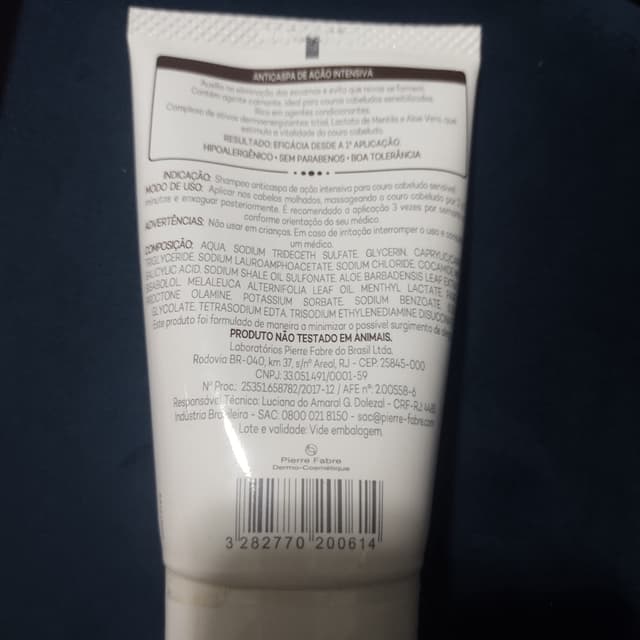 ANTICASPA DE AÇÃO INTENSIVA
Auxilia na eliminação das escamas e evita que novas se formem.
Contém agente calmante, ideal para couros cabeludos sensibilizados.
Rico em agentes condicionantes.
Complexo de ativos dermoenergizantes: Lactato de Mentila e Aloe Vera, que
estimula a vitalidade do couro cabeludo.
RESULTADO: EFICÁCIA DESDE A 1ª APLICAÇÃO.
HIPOALERGÊNICO • SEM PARABENOS • BOA TOLERÂNCIA
INDICAÇÃO: Shampoo anticaspa de ação intensiva para couro cabeludo sensível.
MODO DE USO: Aplicar nos cabelos molhados, massageando o couro cabeludo por 2
minutos e enxaguar posteriormente. É recomendado a aplicação 3 vezes por semana
conforme orientação do seu médico.
ADVERTÊNCIAS: Não usar em crianças. Em caso de irritação interromper o uso e
um médico.
COMPOSIÇÃO: AQUA, SODIUM TRIDECETH SULFATE, GLYCERIN,
SODIUM LAUROAMPHOACETATE, SODIUM CHLORIDE,
SALICYLIC ACID, SODIUM SHALE OIL SULFONATE, ALOE BARBADENSIS LEAF
BISABOLOL, MELALEUCA ALTERNIFOLIA LEAF OIL, MENTHYL LACTATE,
PIROCTONE OLAMINE, POTASSIUM SORBATE, SODIUM BENZOATE,
GLYCOLATE, TETRASODIUM EDTA, TRISODIUM ETHYLENEDIAMINE
Este produto foi formulado de maneira a minimizar o possível surgimento de
PRODUTO NÃO TESTADO EM ANIMAIS.
Laboratórios Pierre Fabre do Brasil Ltda.
Rodovia BR-040, km 37, s/nº Areal, RJ - CEP: 25845-000
CNPJ: 33.051.491/0001-59
Nº Proc.: 25351.658782/2017-12 / AFE nº: 2.00558-6
Responsável Técnico: Luciana do Amaral G. Dolezal - CRF-RJ
Indústria Brasileira - SAC: 0800 021 8150 - sac@pierre-fabre.com
Lote e validade: Vide embalagem.
Pierre Fabre
Dermo-Cosmétique
3 282770 200614